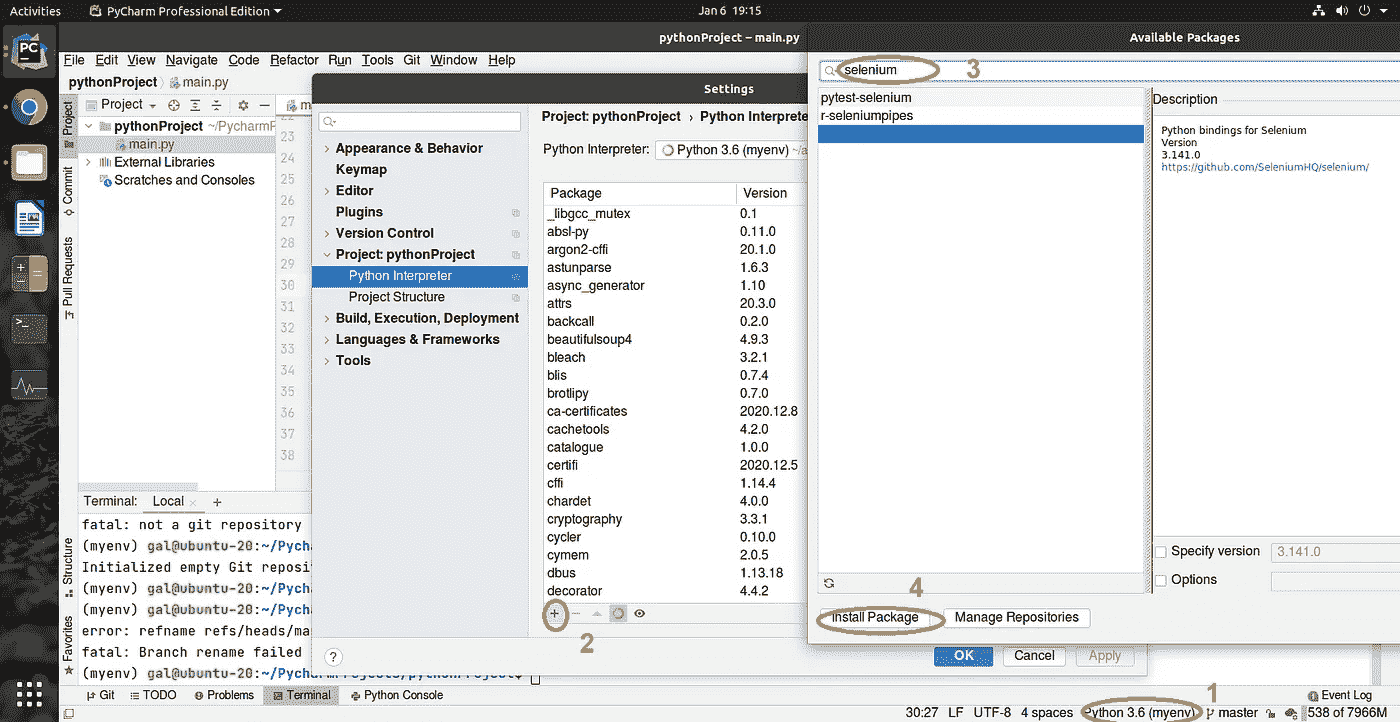 Activities
PyCharm Professional Edition
Jan 6 19:15
pythonProject – main.py
File Edit View Navigate Code Refactor Run Tools Git Window Help
pythonProject main.py
Project
pythonProject ~/PycharmP
main.py
External Libraries
Scratches and Consoles
Project
Commit
Pull Requests
Structure
Favorites
23
24
25
26
27
28
29
30
31
32
33
34
35
36
37
38
Settings
Appearance & Behavior
Keymap
Editor
Plugins
Version Control
Project: pythonProject
Python Interpreter
Project Structure
Build, Execution, Deployment
Languages & Frameworks
Tools
Project: pythonProject › Python Interprete
Python Interpreter: Python 3.6 (myenv) ~/a
Package Version
_libgcc_mutex 0.1
absl-py 0.11.0
argon2-cffi 20.1.0
astunparse 1.6.3
async_generator 1.10
attrs 20.3.0
backcall 0.2.0
beautifulsoup4 4.9.3
bleach 3.2.1
blis 0.7.4
brotlipy 0.7.0
ca-certificates 2020.12.8
cachetools 4.2.0
catalogue 1.0.0
certifi 2020.12.5
cffi 1.14.4
chardet 4.0.0
cryptography 3.3.1
cycler 0.10.0
cymem 2.0.5
dbus 1.13.18
decorator 4.4.2
2
?
OK Cancel Apply
Available Packages
selenium 3
pytest-selenium
r-seleniumpipes
Description
Python bindings for Selenium
Version
3.141.0
https://github.com/SeleniumHQ/selenium/
Specify version 3.141.0
Options
4
Install Package Manage Repositories
Terminal: Local +
fatal: not a git repository
(myenv) gal@ubuntu-20:~/Pych
Initialized empty Git reposi
(myenv) gal@ubuntu-20:~/Pych
(myenv) gal@ubuntu-20:~/Pych
error: refname refs/heads/ma
fatal: Branch rename failed
(myenv) gal@ubuntu-20:~/PycharmProjects/pythonProject$
Git TODO Problems Terminal Python Console
1
Event Log
30:27 LF UTF-8 4 spaces Python 3.6 (myenv) master 538 of 7966M